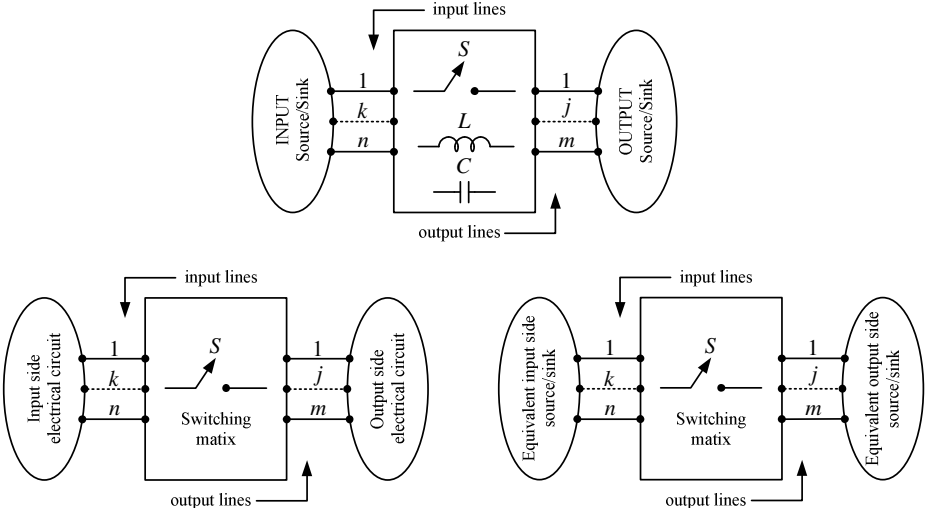 input lines
INPUT
Source/Sink
1
k
n
S
L
C
1
j
m
OUTPUT
Source/Sink
output lines
input lines
Input side
electrical circuit
1
k
n
S
Switching
matix
1
j
m
Output side
electrical circuit
output lines
input lines
Equivalent input side
source/sink
1
k
n
S
Switching
matix
1
j
m
Equivalent output side
source/sink
output lines